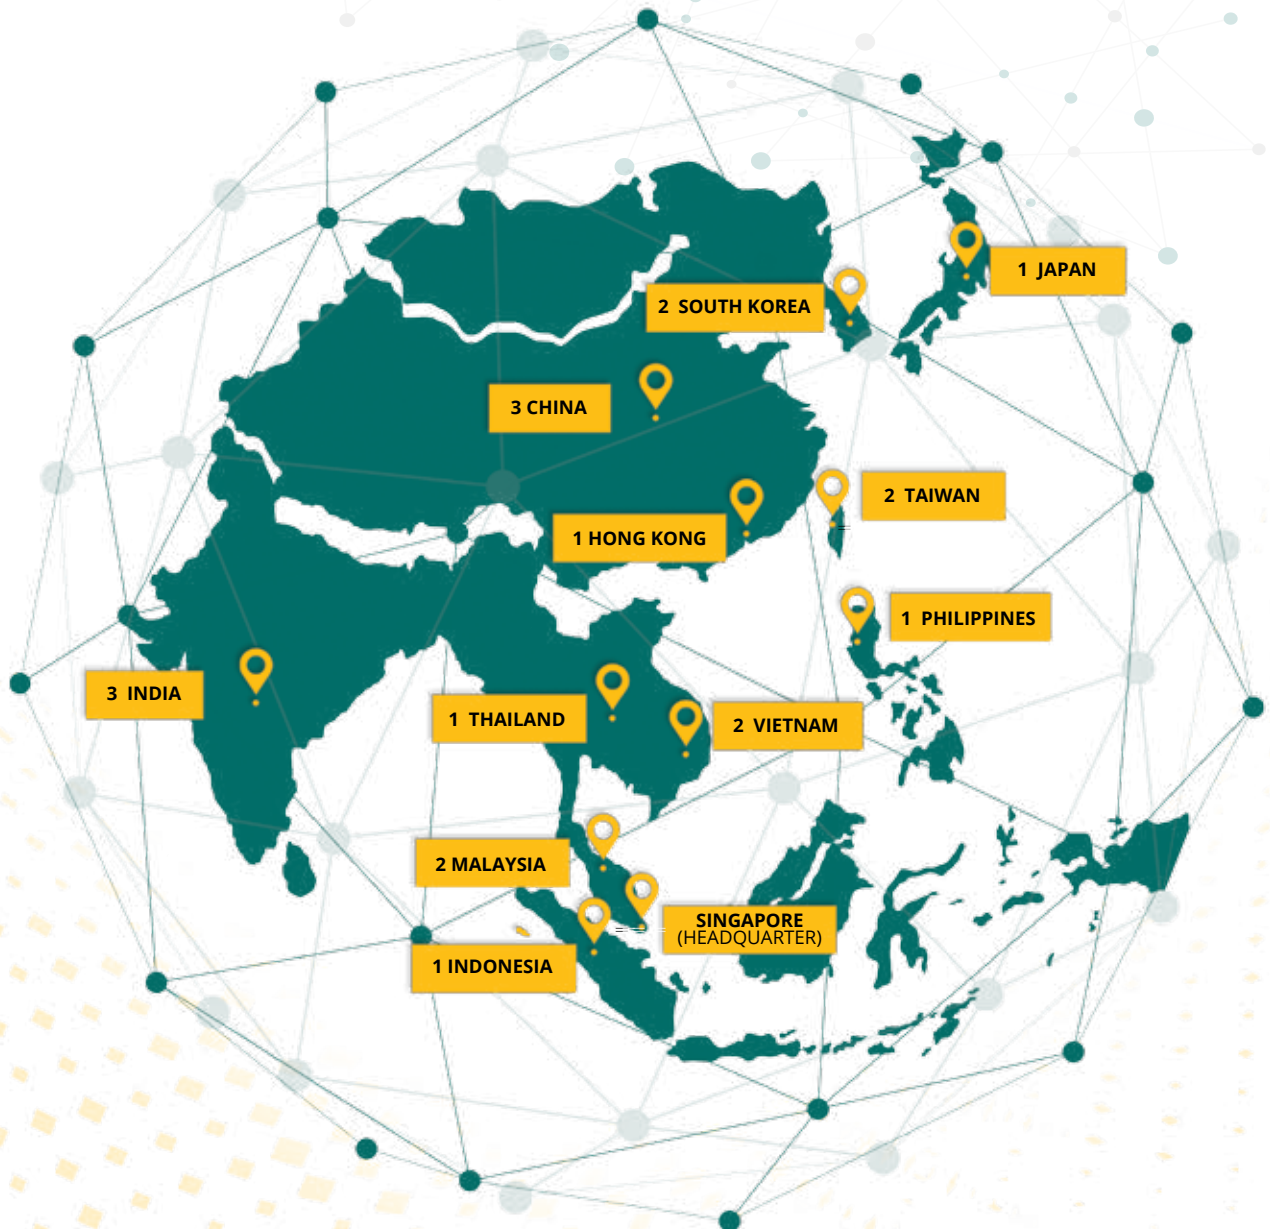 1 JAPAN
2 SOUTH KOREA
3 CHINA
2 TAIWAN
1 HONG KONG
1 PHILIPPINES
3 INDIA
1 THAILAND
2 VIETNAM
2 MALAYSIA
SINGAPORE
(HEADQUARTER)
1 INDONESIA